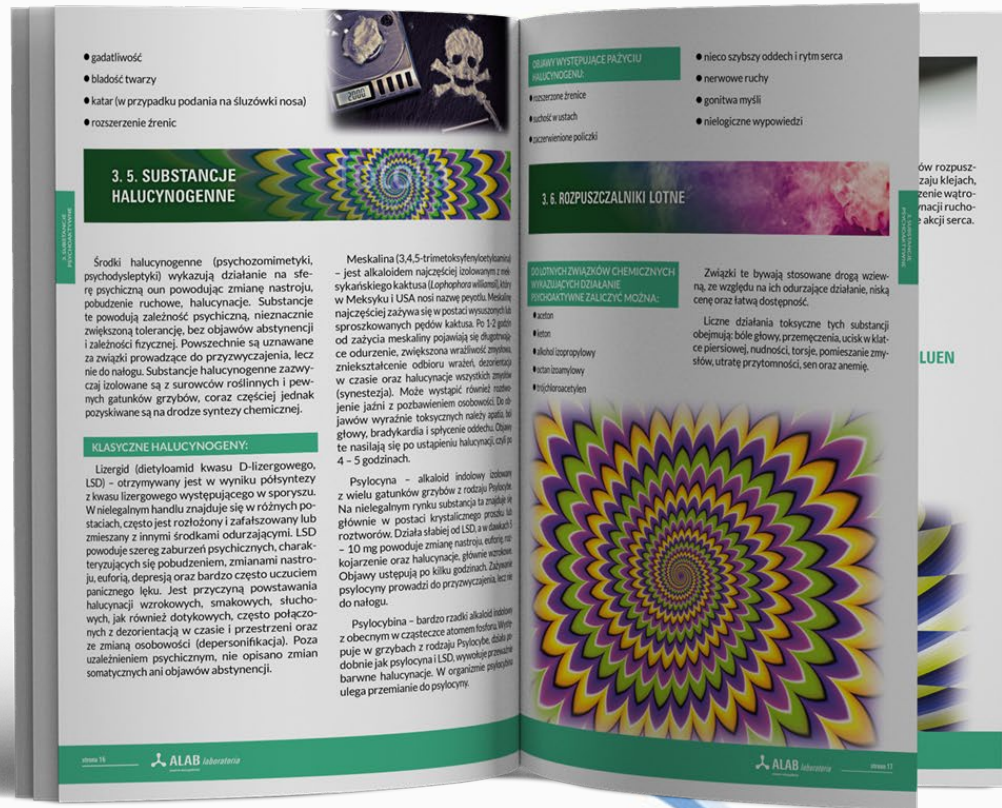 ● gadatliwość
● bladość twarzy
● katar (w przypadku podania na śluzówki nosa)
● rozszerzenie źrenic
2000
3. 5. SUBSTANCJE
HALUCYNOGENNE
3. SUBSTANCJE
PSYCHOAKTYWNE
Środki halucynogenne (psychozomimetyki,
psychodysleptyki) wykazują działanie na sfe-
rę psychiczną oun powodując zmianę nastroju,
pobudzenie ruchowe, halucynacje. Substancje
te powodują zależność psychiczną, nieznacznie
zwiększoną tolerancję, bez objawów abstynencji
i zależności fizycznej. Powszechnie są uznawane
za związki prowadzące do przyzwyczajenia, lecz
nie do nałogu. Substancje halucynogenne zazwy-
czaj izolowane są z surowców roślinnych i pew-
nych gatunków grzybów, coraz częściej jednak
pozyskiwane są na drodze syntezy chemicznej.
KLASYCZNE HALUCYNOGENY:
Lizergid (dietyloamid kwasu D-lizergowego,
LSD) – otrzymywany jest w wyniku półsyntezy
z kwasu lizergowego występującego w sporyszu.
W nielegalnym handlu znajduje się w różnych po-
staciach, często jest rozłożony i zafałszowany lub
zmieszany z innymi środkami odurzającymi. LSD
powoduje szereg zaburzeń psychicznych, charak-
teryzujących się pobudzeniem, zmianami nastro-
ju, euforią, depresją oraz bardzo często uczuciem
panicznego lęku. Jest przyczyną powstawania
halucynacji wzrokowych, smakowych, słucho-
wych, jak również dotykowych, często połączo-
nych z dezorientacją w czasie i przestrzeni oraz
ze zmianą osobowości (depersonifikacja). Poza
uzależnieniem psychicznym, nie opisano zmian
somatycznych ani objawów abstynencji.
Meskalina (3,4,5-trimetoksyfenyloetyloamina)
– jest alkaloidem najczęściej izolowanym z mek-
sykańskiego kaktusa (Lophophora williamsii), który
w Meksyku i USA nosi nazwę peyotlu. Meskalinę
najczęściej zażywa się w postaci wysuszonych lub
sproszkowanych pędów kaktusa. Po 1-2 godzin
od zażycia meskaliny pojawiają się długotrwają-
ce odurzenie, zwiększona wrażliwość zmysłowa,
zniekształcenie odbioru wrażeń, dezorientacja
w czasie oraz halucynacje wszystkich zmysłów
(synestezja). Może wystąpić również rozdwo-
jenie jaźni z pozbawieniem osobowości. Do ob-
jawów wyraźnie toksycznych należy apatia, ból
głowy, bradykardia i spłycenie oddechu. Objawy
te nasilają się po ustąpieniu halucynacji, czyli po
4 – 5 godzinach.
Psylocyna – alkaloid indolowy izolowany
z wielu gatunków grzybów z rodzaju Psylocybe.
Na nielegalnym rynku substancja ta znajduje się
głównie w postaci krystalicznego proszku lub
roztworów. Działa słabiej od LSD, a w dawkach 5
– 10 mg powoduje zmianę nastroju, euforię, roz-
kojarzenie oraz halucynacje, głównie wzrokowe.
Objawy ustępują po kilku godzinach. Zażywanie
psylocyny prowadzi do przyzwyczajenia, lecz nie
do nałogu.
Psylocybina – bardzo rzadki alkaloid indolowy
z obecnym w cząsteczce atomem fosforu. Wystę-
puje w grzybach z rodzaju Psylocybe, działa po-
dobnie jak psylocyna i LSD, wywołuje przeważnie
barwne halucynacje. W organizmie psylocybina
ulega przemianie do psylocyny.
strona 16
ALAB laboratoria
OBJAWY WYSTĘPUJĄCE PAŻYCIU
HALUCYNOGENU:
● rozszerzone źrenice
● suchość w ustach
● zaczerwienione policzki
● nieco szybszy oddech i rytm serca
● nerwowe ruchy
● gonitwa myśli
● nielogiczne wypowiedzi
3. 6. ROZPUSZCZALNIKI LOTNE
3. SUBSTANCJE
PSYCHOAKTYWNE
DO LOTNYCH ZWIĄZKÓW CHEMICZNYCH
WYKAZUJĄCYCH DZIAŁANIE
PSYCHOAKTYWNE ZALICZYĆ MOŻNA:
● aceton
● keton
● alkohol izopropylowy
● octan izoamylowy
● trójchloroacetylen
Związki te bywają stosowane drogą wziew-
ną, ze względu na ich odurzające działanie, niską
cenę oraz łatwą dostępność.
Liczne działania toksyczne tych substancji
obejmują: bóle głowy, przemęczenia, ucisk w klat-
ce piersiowej, nudności, torsje, pomieszanie zmy-
słów, utratę przytomności, sen oraz anemię.
ALAB laboratoria
strona 17
ów rozpusz-
zaju klejach,
zenie wątro-
ynacji rucho-
e akcji serca.
LUEN